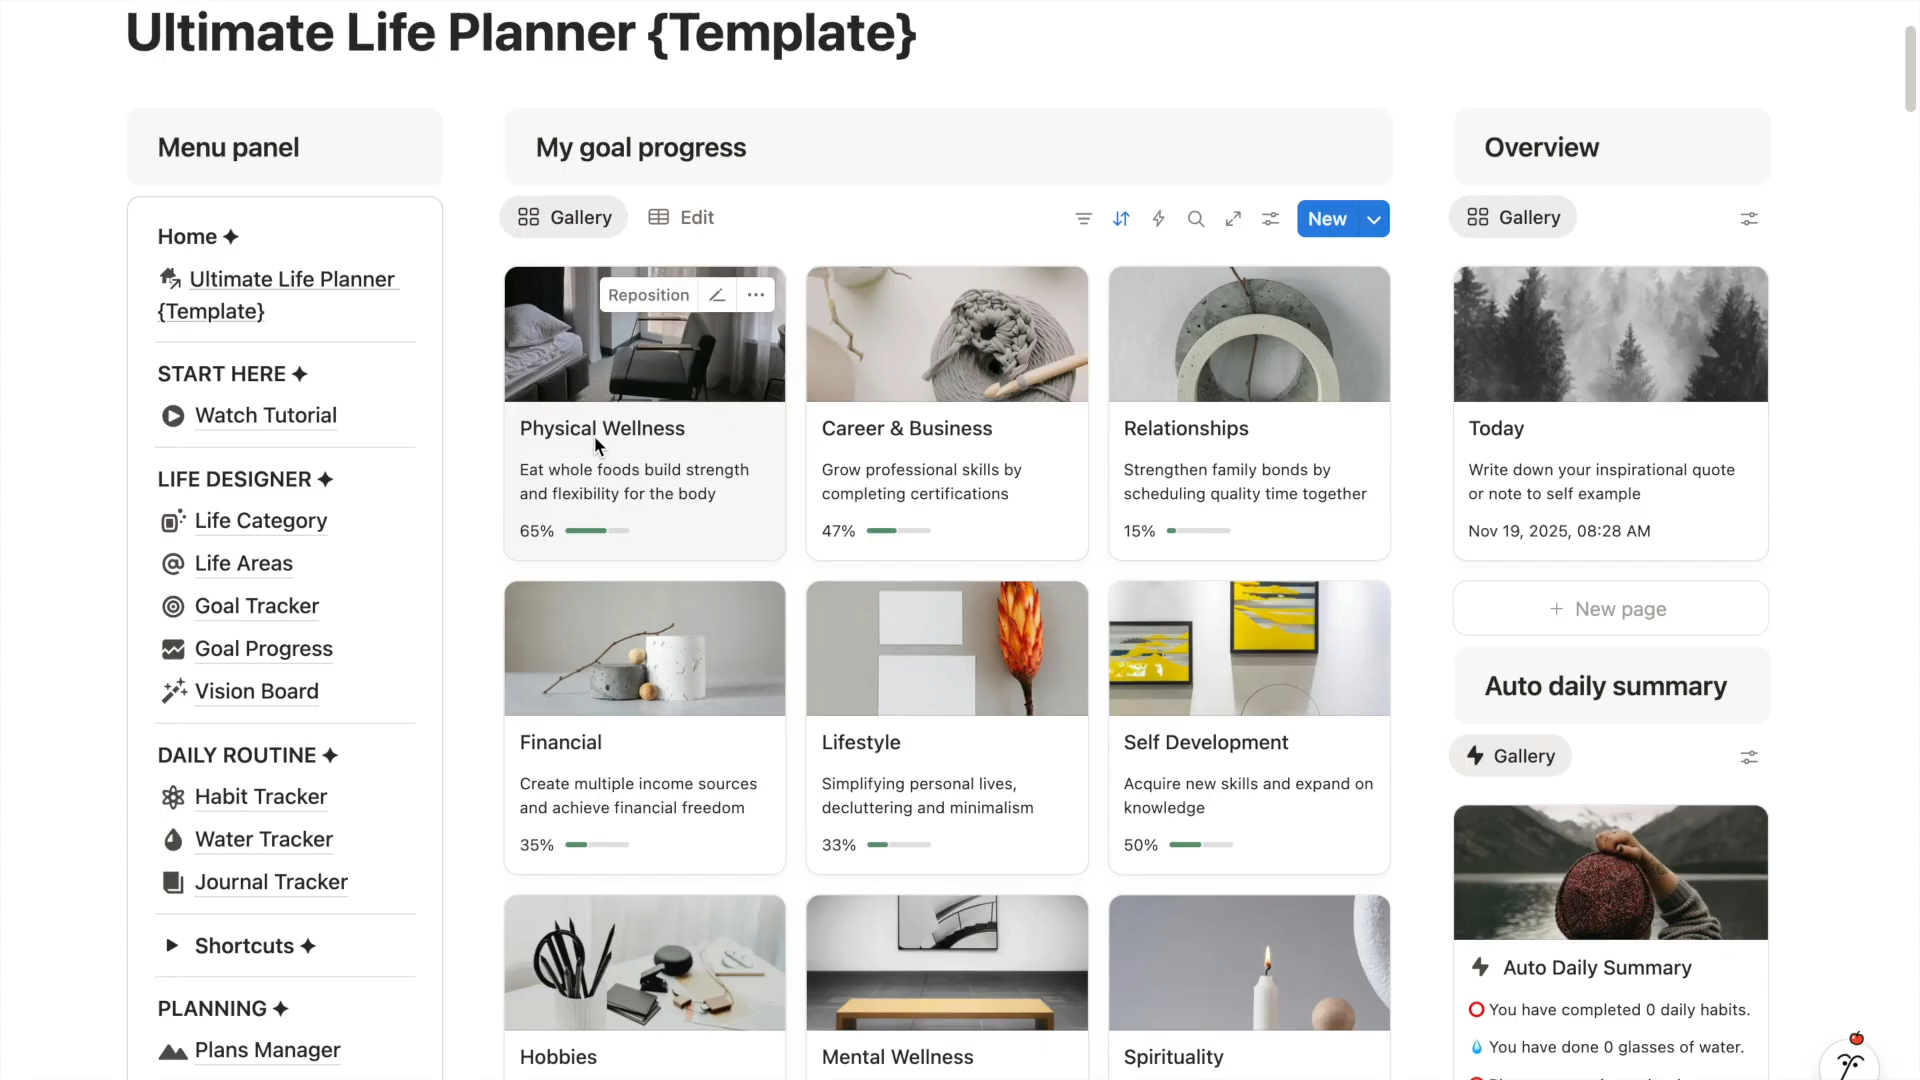 Ultimate Life Planner {Template}
Menu panel
Home ✦
Ultimate Life Planner
{Template}
START HERE ✦
Watch Tutorial
LIFE DESIGNER ✦
Life Category
Life Areas
Goal Tracker
Goal Progress
Vision Board
DAILY ROUTINE ✦
Habit Tracker
Water Tracker
Journal Tracker
Shortcuts ✦
PLANNING ✦
Plans Manager
My goal progress
Gallery
Edit
New
Reposition
Physical Wellness
Eat whole foods build strength
and flexibility for the body
65%
Career & Business
Grow professional skills by
completing certifications
47%
Relationships
Strengthen family bonds by
scheduling quality time together
15%
Financial
Create multiple income sources
and achieve financial freedom
35%
Lifestyle
Simplifying personal lives,
decluttering and minimalism
33%
Self Development
Acquire new skills and expand on
knowledge
50%
Hobbies
Mental Wellness
Spirituality
Overview
Gallery
Today
Write down your inspirational quote
or note to self example
Nov 19, 2025, 08:28 AM
+ New page
Auto daily summary
Gallery
Auto Daily Summary
You have completed 0 daily habits.
You have done 0 glasses of water.